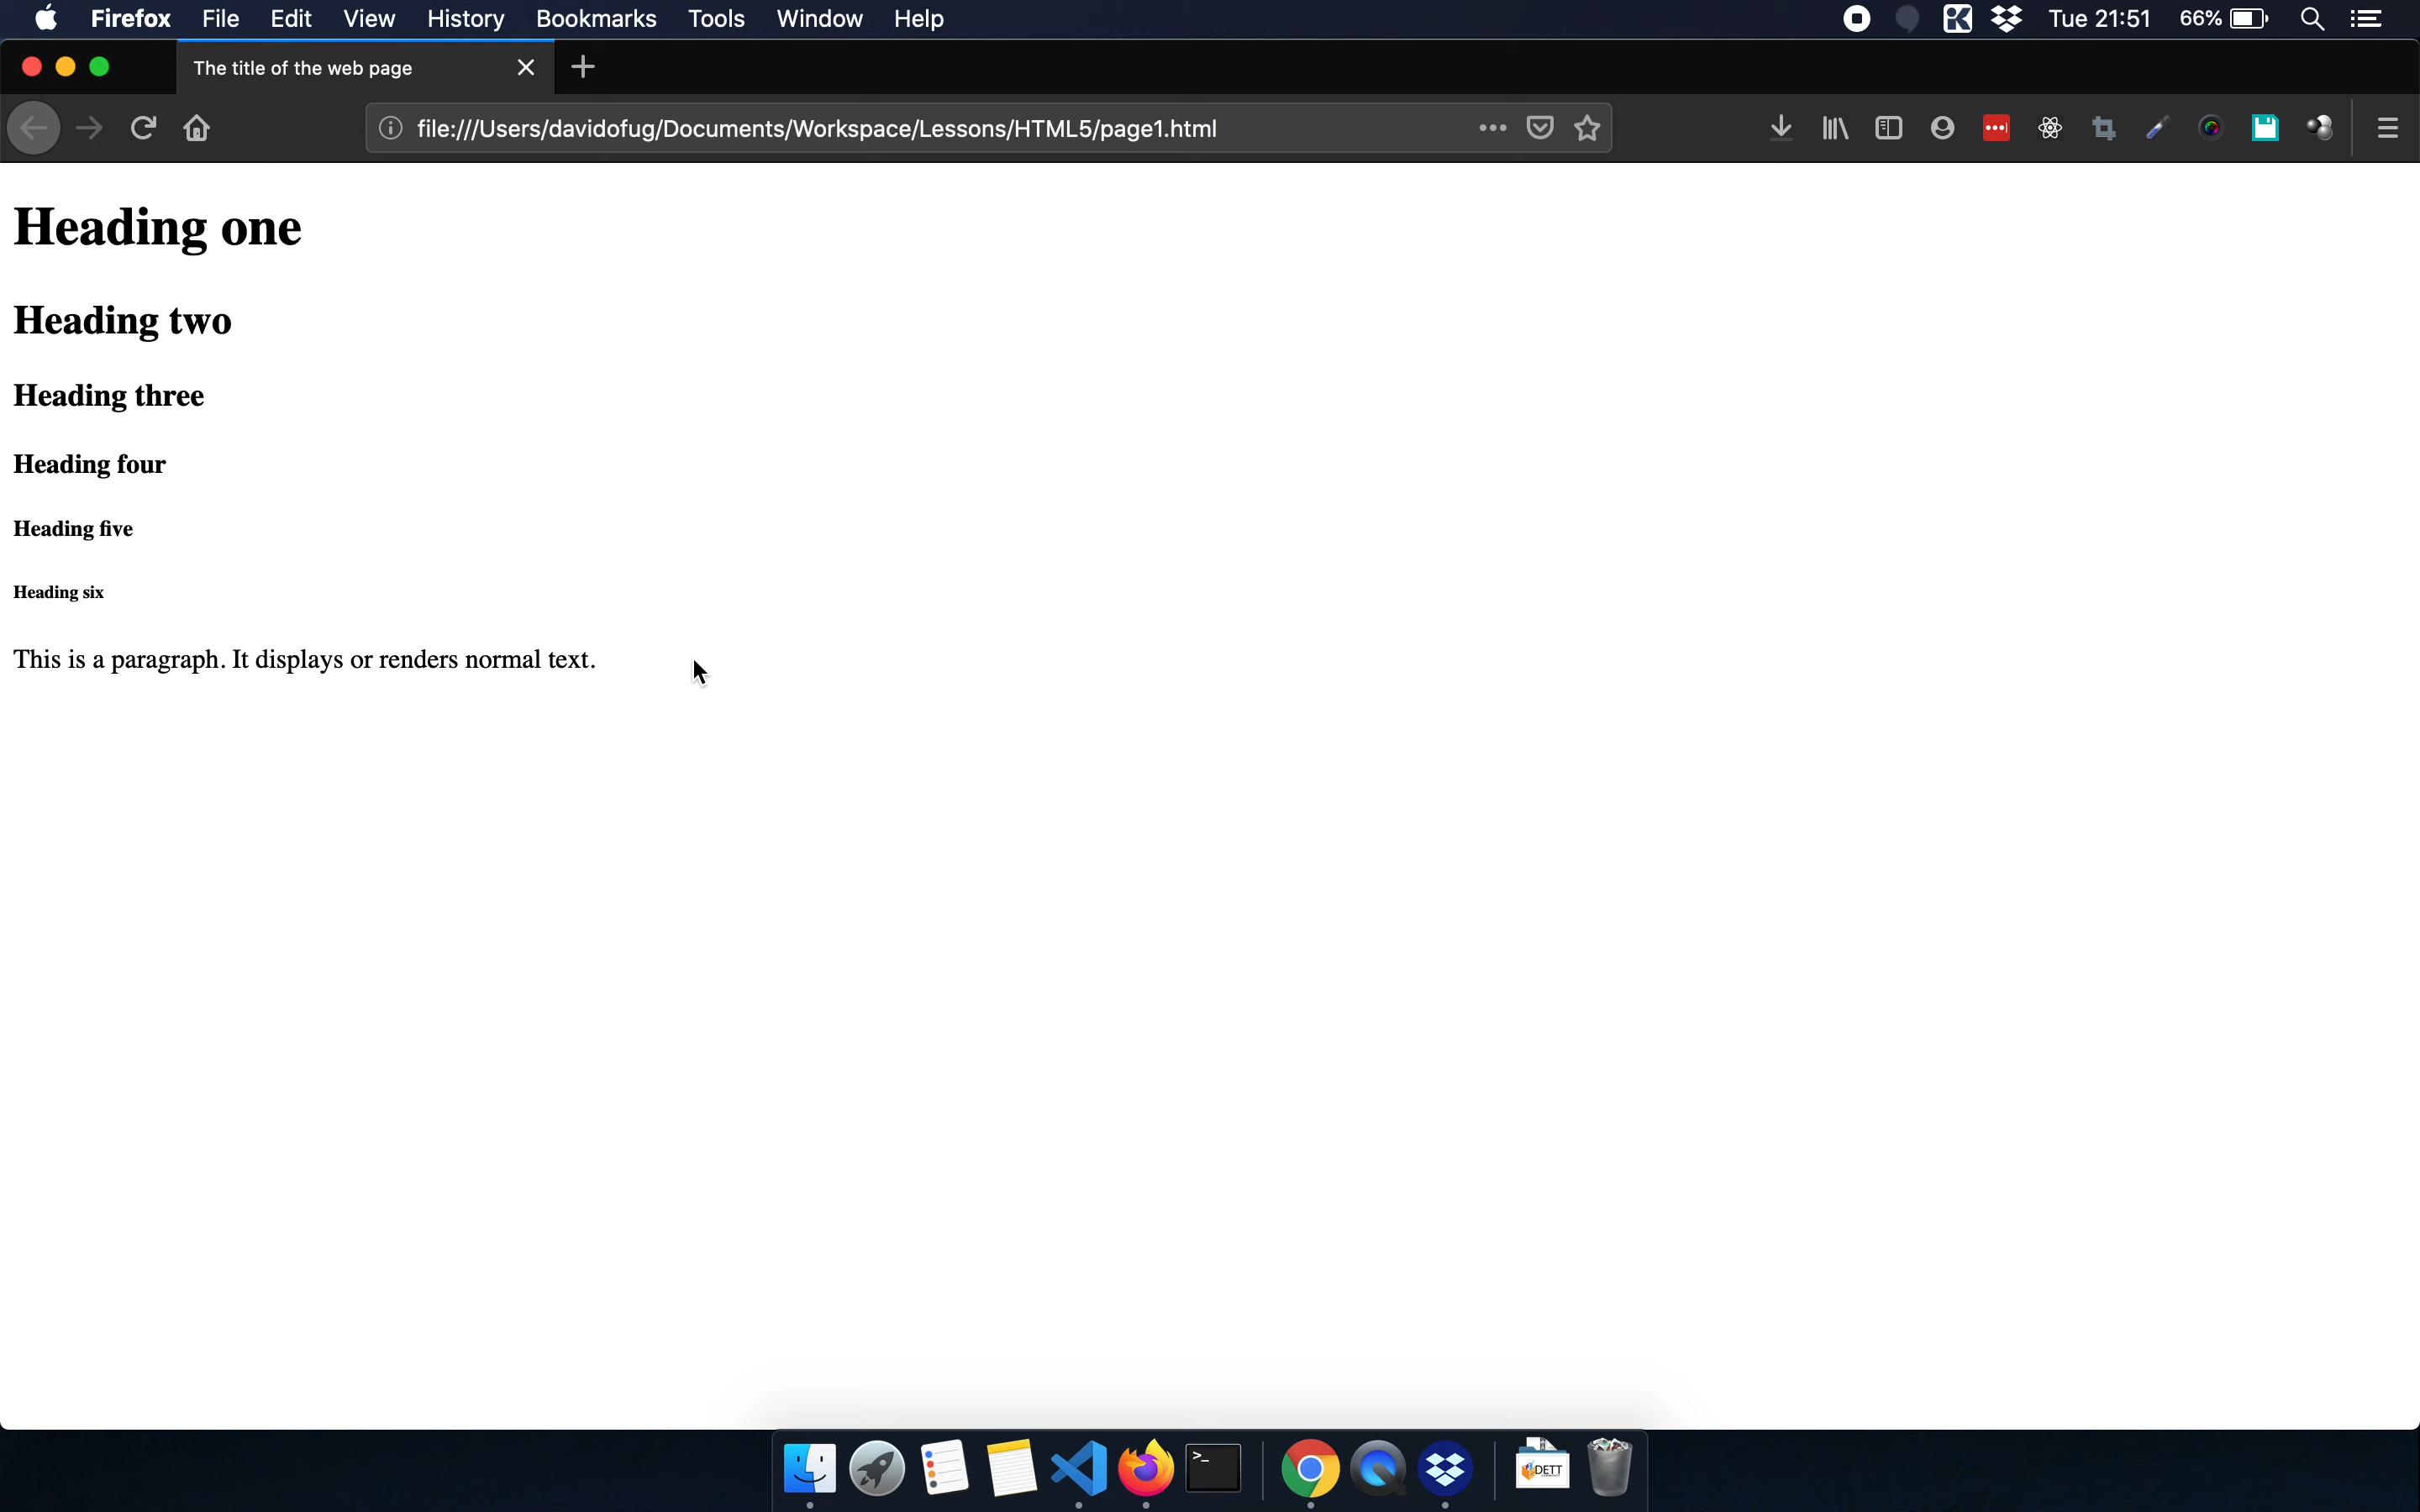 Firefox File Edit View History Bookmarks Tools Window Help Tue 21:51 66%
The title of the web page
file:///Users/davidofug/Documents/Workspace/Lessons/HTML5/page1.html
Heading one
Heading two
Heading three
Heading four
Heading five
Heading six
This is a paragraph. It displays or renders normal text.
>_ DETT